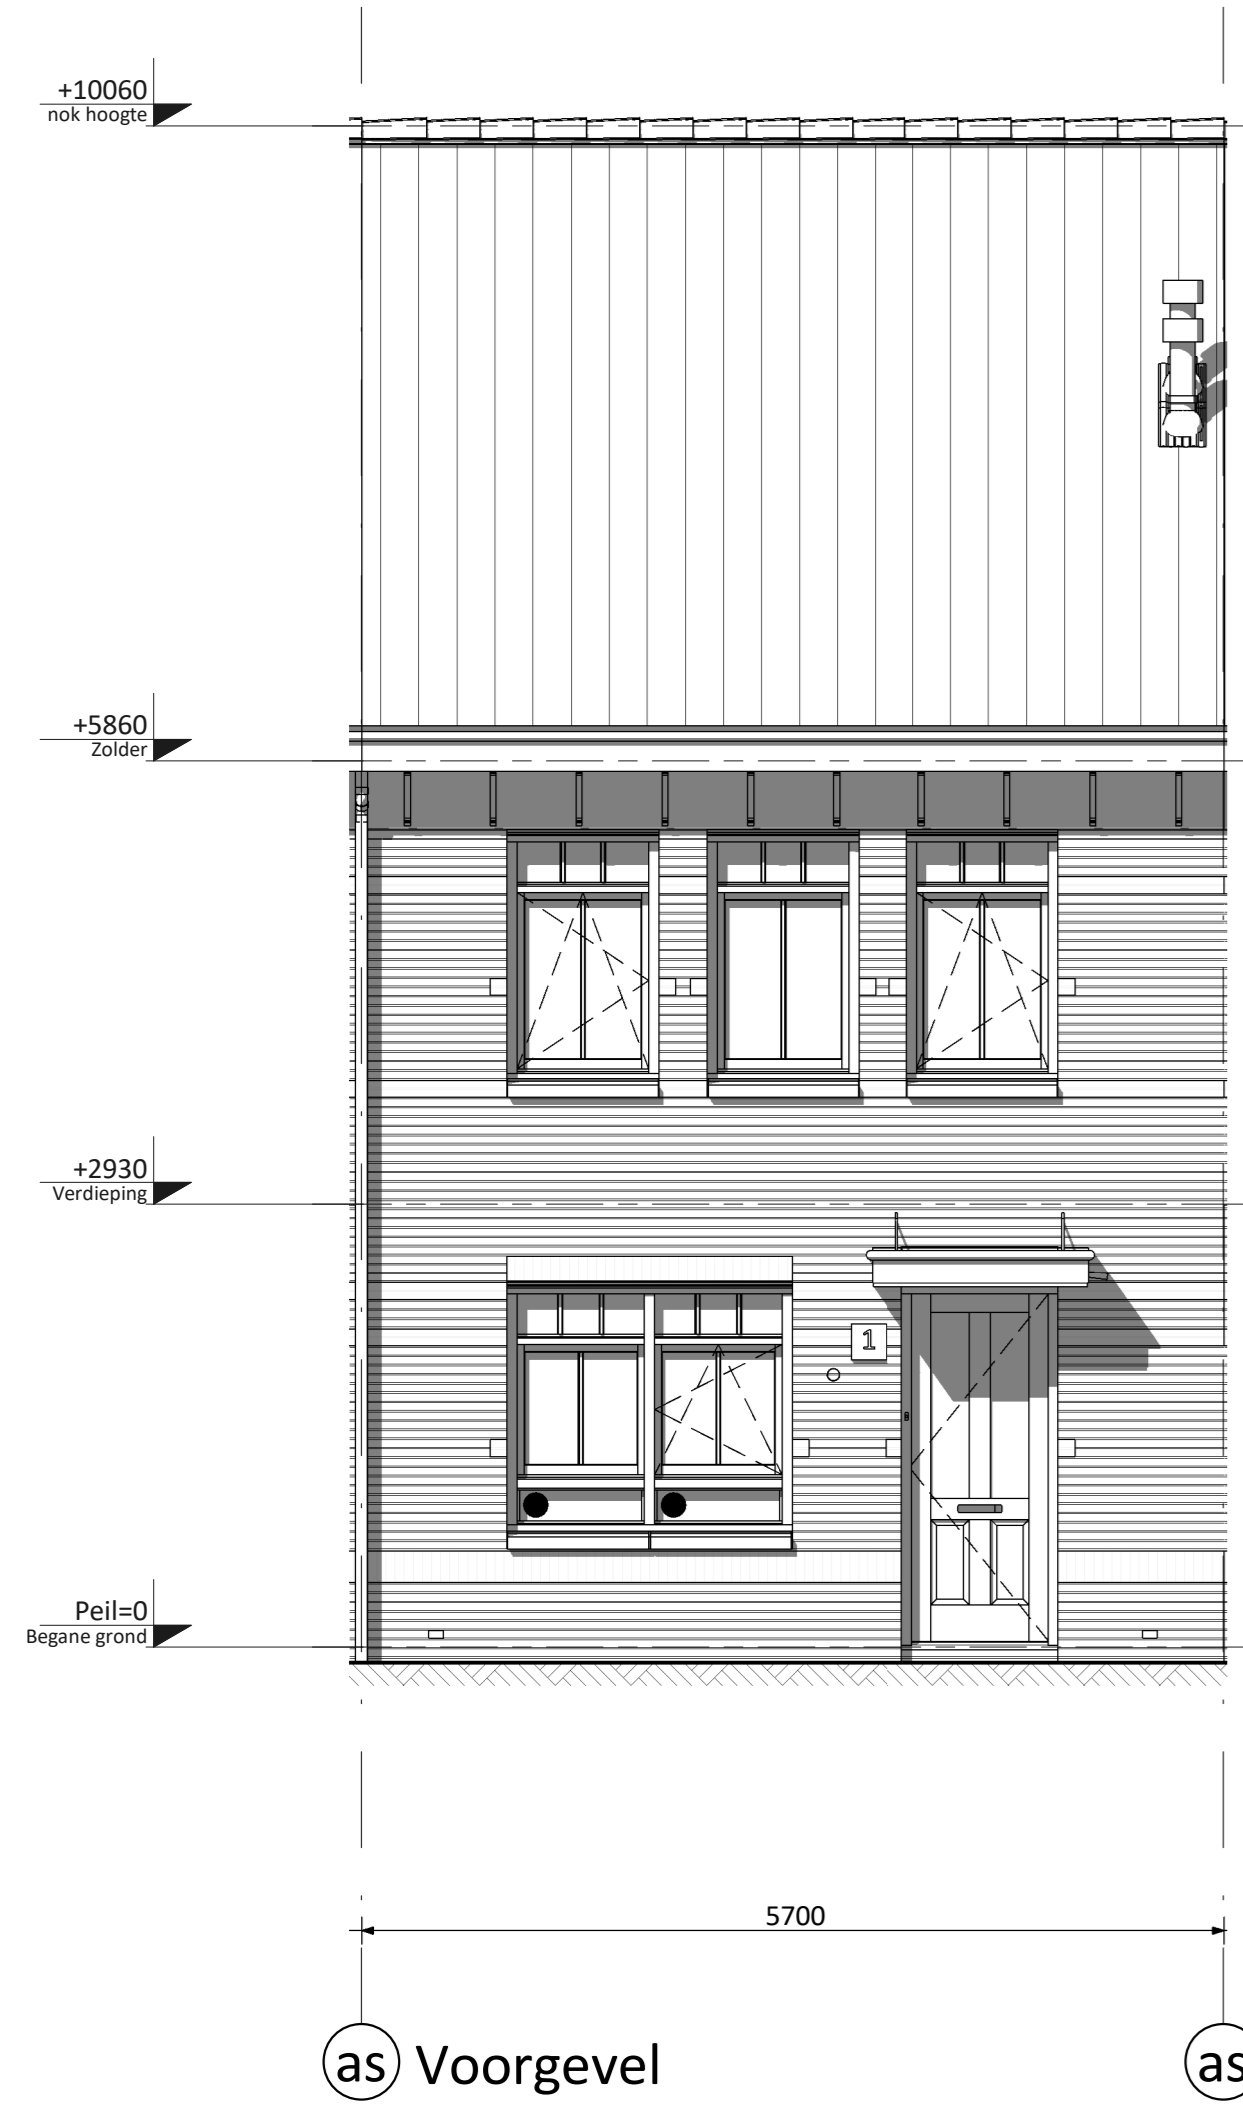 +10060
nok hoogte
+5860
Zolder
+2930
Verdieping
1
Peil=0
Begane grond
5700
as Voorgevel
as